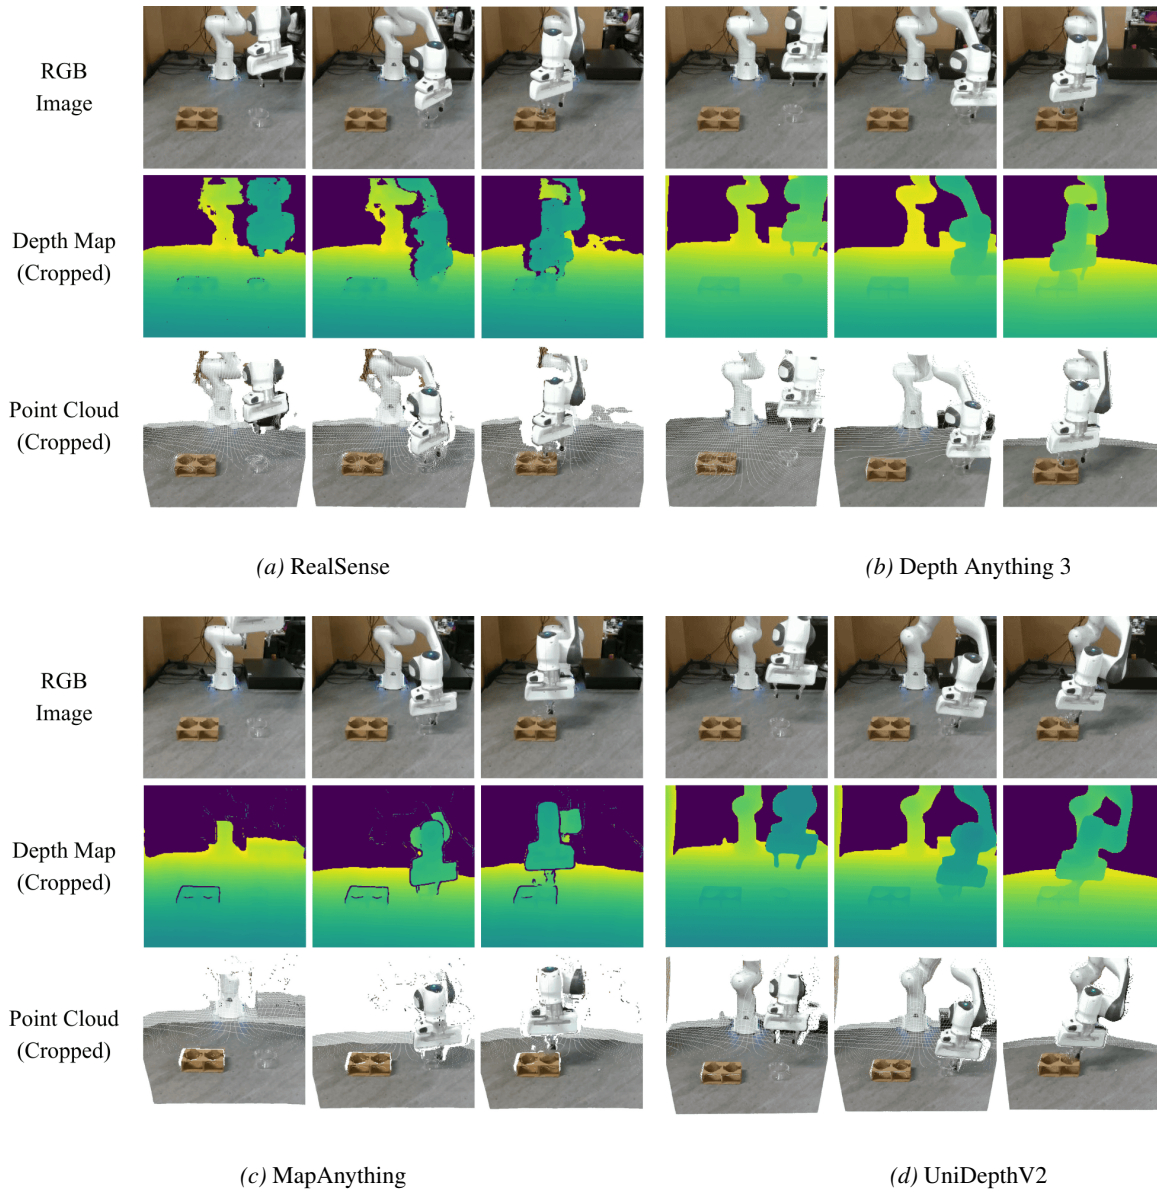 RGB
Image
Depth Map
(Cropped)
Point Cloud
(Cropped)
(a) RealSense
(b) Depth Anything 3
RGB
Image
Depth Map
(Cropped)
Point Cloud
(Cropped)
(c) MapAnything
(d) UniDepthV2